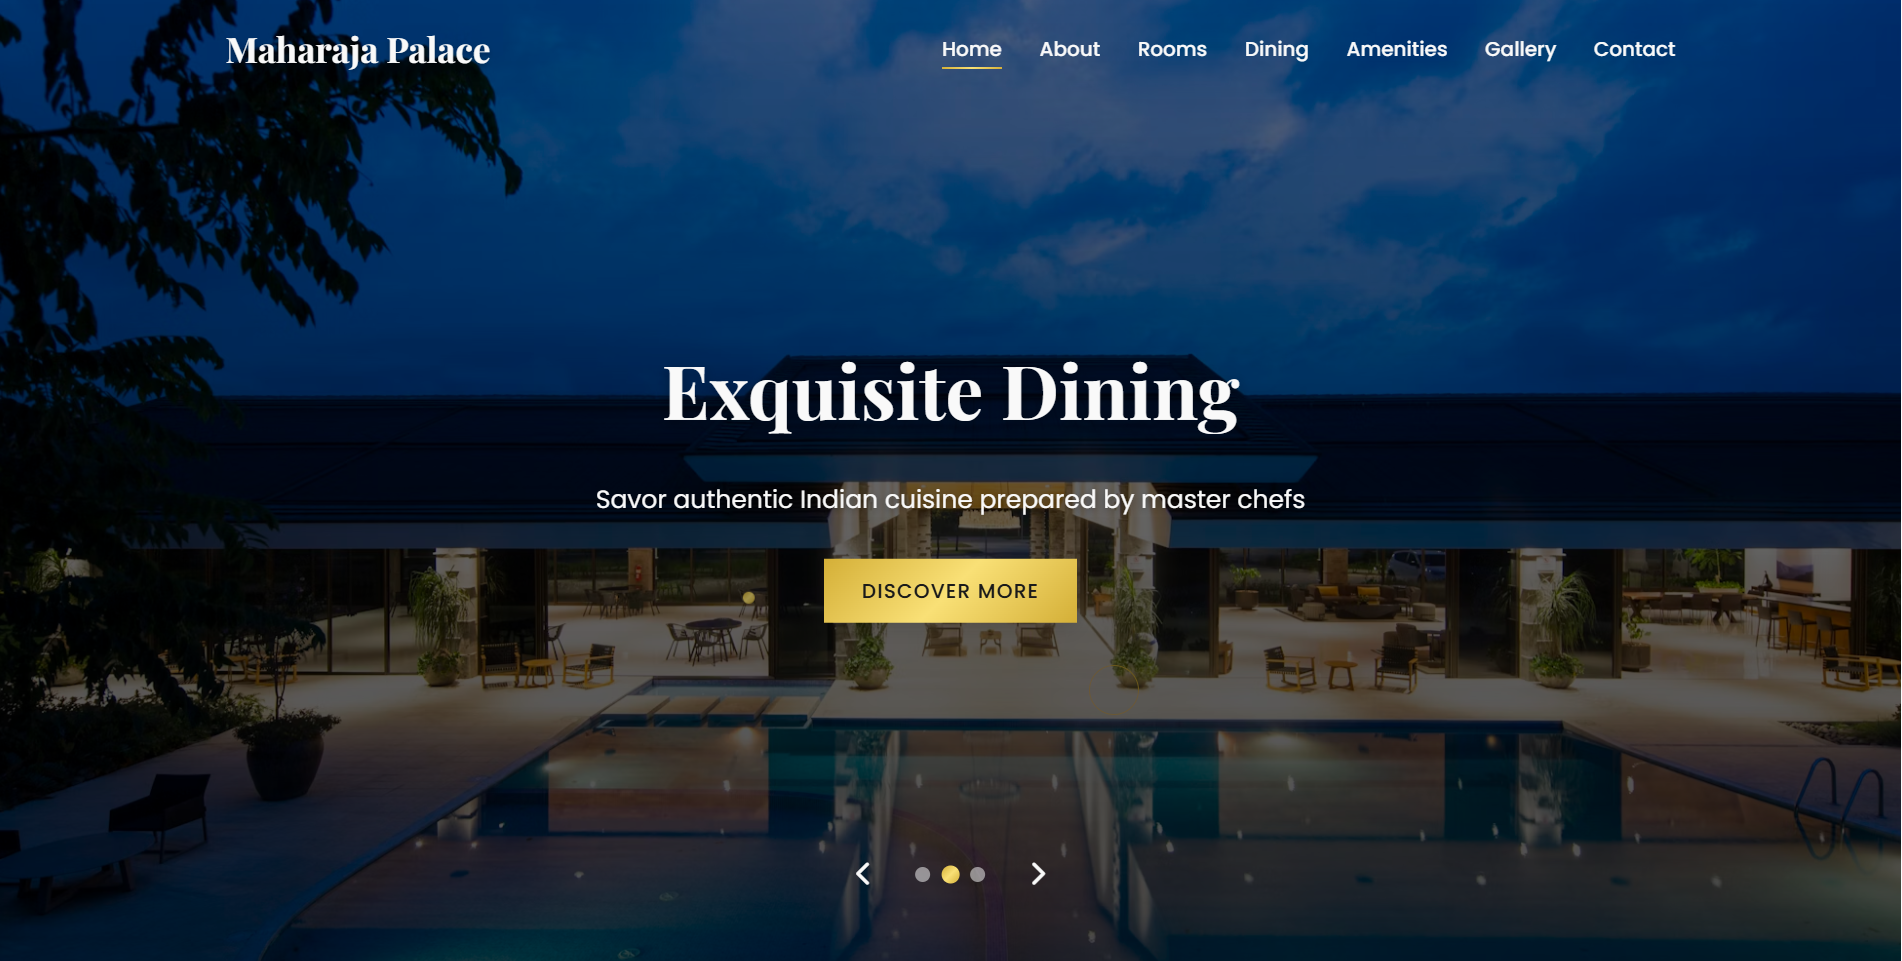 Maharaja Palace
Home About Rooms Dining Amenities Gallery Contact
Exquisite Dining
Savor authentic Indian cuisine prepared by master chefs
DISCOVER MORE